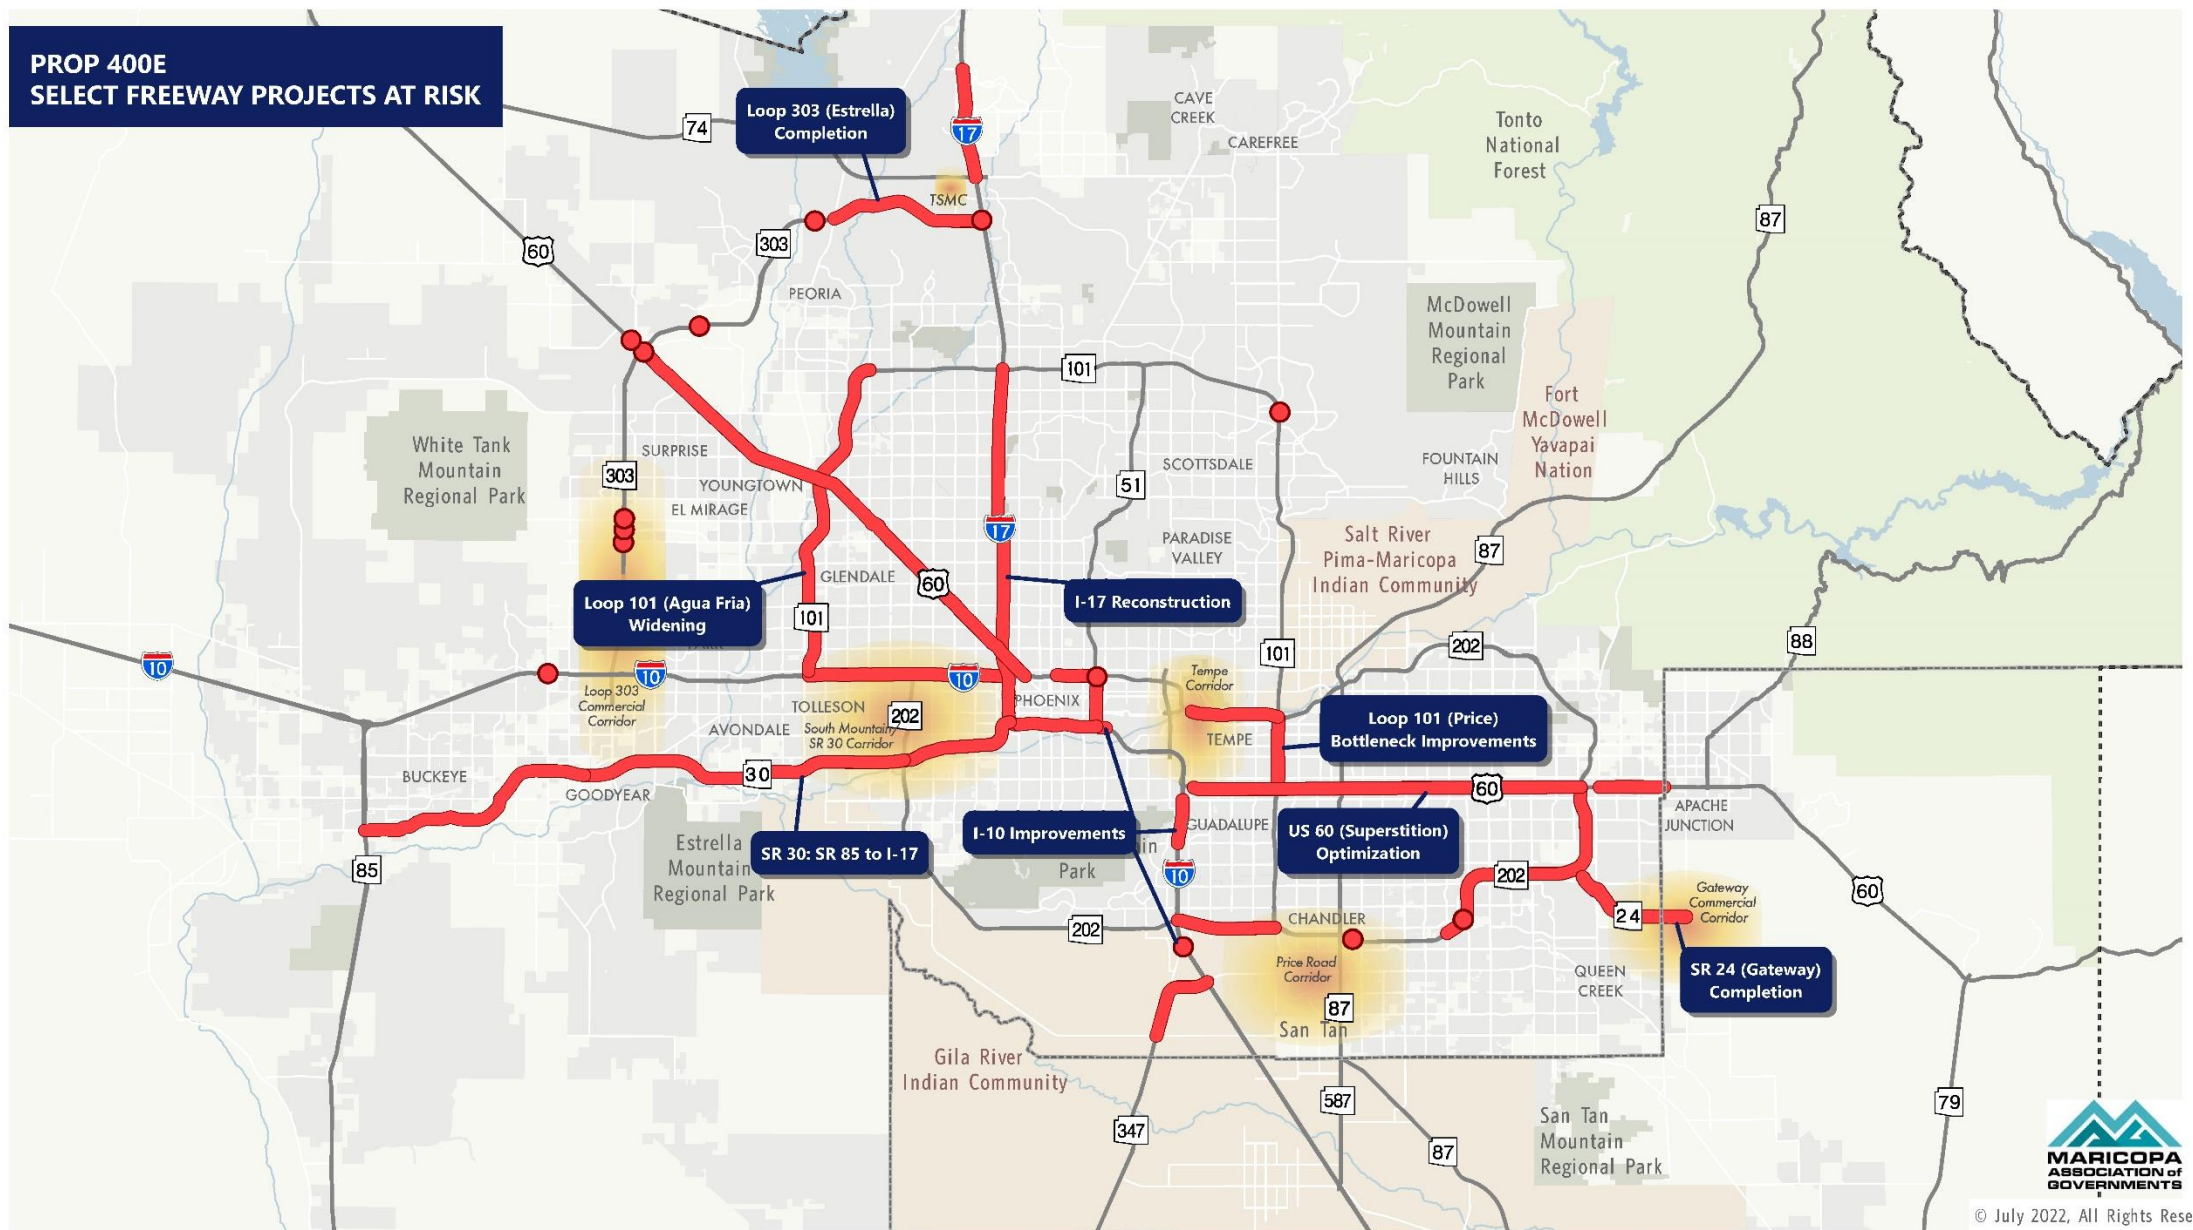 PROP 400E
SELECT FREEWAY PROJECTS AT RISK
Loop 303 (Estrella)
Completion
74
17
CAVE
CREEK
CAREFREE
Tonto
National
Forest
TSMC
87
60
303
PEORIA
McDowell
Mountain
Regional
Park
101
Fort
McDowell
Yavapai
Nation
White Tank
Mountain
Regional Park
SURPRISE
303
YOUNGTOWN
EL MIRAGE
SCOTTSDALE
51
FOUNTAIN
HILLS
17
PARADISE
VALLEY
Salt River
Pima-Maricopa
Indian Community
87
GLENDALE
60
Loop 101 (Agua Fria)
Widening
101
I-17 Reconstruction
88
202
101
10
10
10
Loop 303
Commercial
Corridor
Tempe
Corridor
TOLLESON
202
PHOENIX
AVONDALE
South Mountain/
SR 30 Corridor
TEMPE
Loop 101 (Price)
Bottleneck Improvements
BUCKEYE
30
GOODYEAR
60
APACHE
JUNCTION
I-10 Improvements
GUADALUPE
US 60 (Superstition)
Optimization
Estrella
Mountain
Regional Park
SR 30: SR 85 to I-17
in
Park
85
10
202
60
Gateway
Commercial
Corridor
24
202
CHANDLER
Price Road
Corridor
QUEEN
CREEK
SR 24 (Gateway)
Completion
87
San Tan
Gila River
Indian Community
587
347
87
79
San Tan
Mountain
Regional Park
MARICOPA
ASSOCIATION of
GOVERNMENTS
© July 2022, All Rights Rese